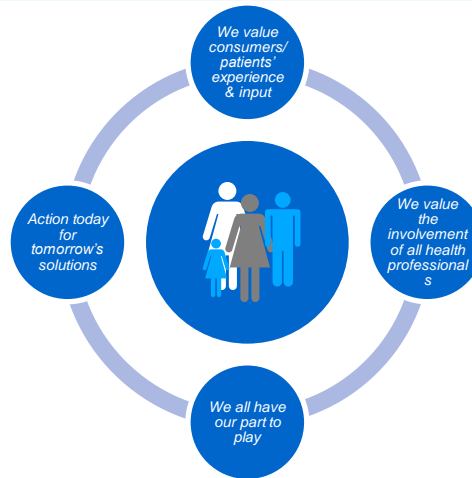 We value
consumers/
patients'
experience
& input
Action today
for
tomorrow's
solutions
We value
the
involvement
of all health
professional
s
We all have
our part to
play